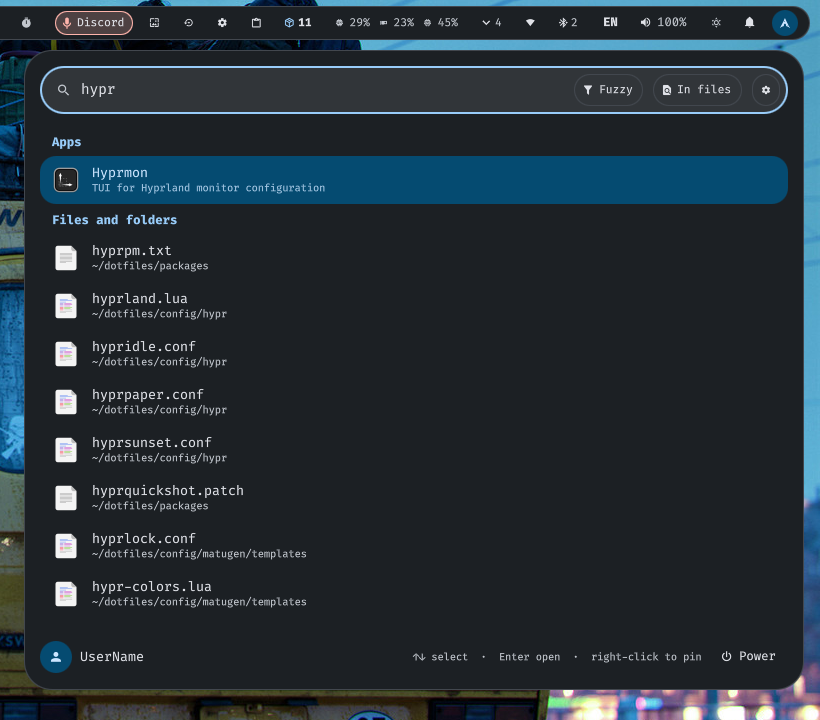 Discord
11
29%
23%
45%
4
2
EN
100%
hypr
Fuzzy
In files
Apps
Hyprmon
TUI for Hyprland monitor configuration
Files and folders
hyprpm.txt
~/dotfiles/packages
hyprland.lua
~/dotfiles/config/hypr
hypridle.conf
~/dotfiles/config/hypr
hyprpaper.conf
~/dotfiles/config/hypr
hyprsunset.conf
~/dotfiles/config/hypr
hyprquickshot.patch
~/dotfiles/packages
hyprlock.conf
~/dotfiles/config/matugen/templates
hypr-colors.lua
~/dotfiles/config/matugen/templates
UserName
↑↓ select · Enter open · right-click to pin
Power